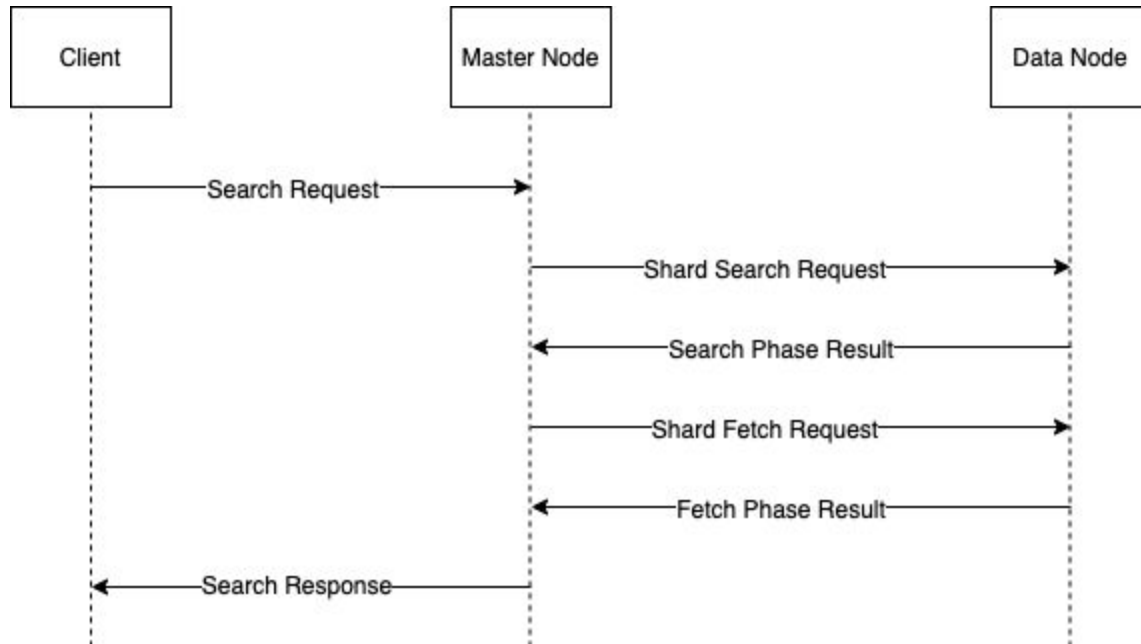 Client
Master Node
Data Node
Search Request
Shard Search Request
Search Phase Result
Shard Fetch Request
Fetch Phase Result
Search Response